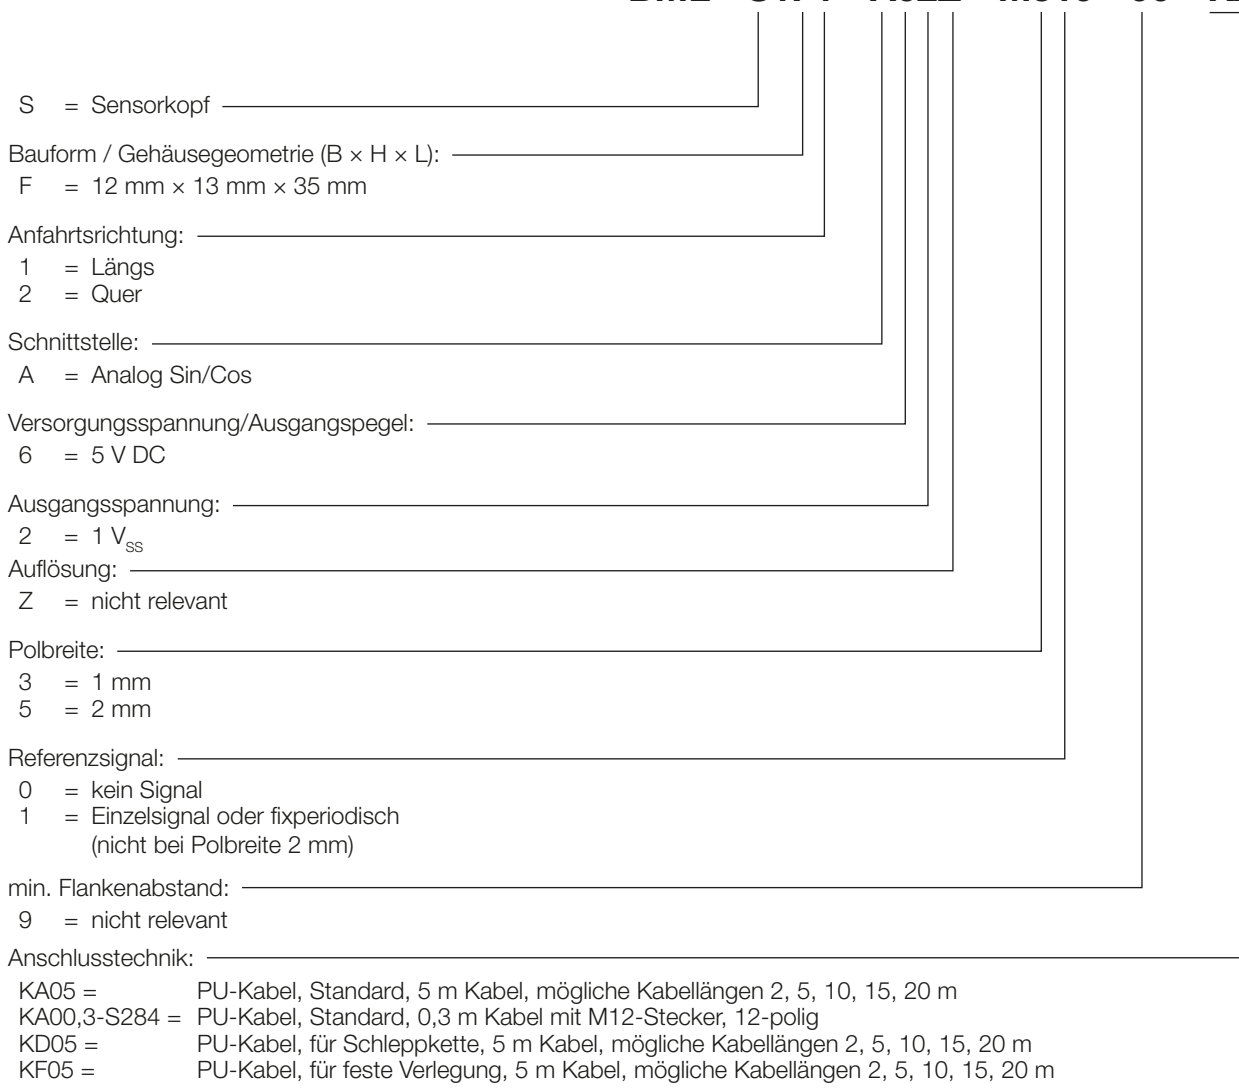 S = Sensorkopf
Bauform / Gehäusegeometrie (B × H × L):
F = 12 mm × 13 mm × 35 mm
Anfahrtsrichtung:
1 = Längs
2 = Quer
Schnittstelle:
A = Analog Sin/Cos
Versorgungsspannung/Ausgangspegel:
6 = 5 V DC
Ausgangsspannung:
2 = 1 VSS
Auflösung:
Z = nicht relevant
Polbreite:
3 = 1 mm
5 = 2 mm
Referenzsignal:
0 = kein Signal
1 = Einzelsignal oder fixperiodisch
(nicht bei Polbreite 2 mm)
min. Flankenabstand:
9 = nicht relevant
Anschlusstechnik:
KA05 = PU-Kabel, Standard, 5 m Kabel, mögliche Kabellängen 2, 5, 10, 15, 20 m
KA00,3-S284 = PU-Kabel, Standard, 0,3 m Kabel mit M12-Stecker, 12-polig
KD05 = PU-Kabel, für Schleppkette, 5 m Kabel, mögliche Kabellängen 2, 5, 10, 15, 20 m
KF05 = PU-Kabel, für feste Verlegung, 5 m Kabel, mögliche Kabellängen 2, 5, 10, 15, 20 m